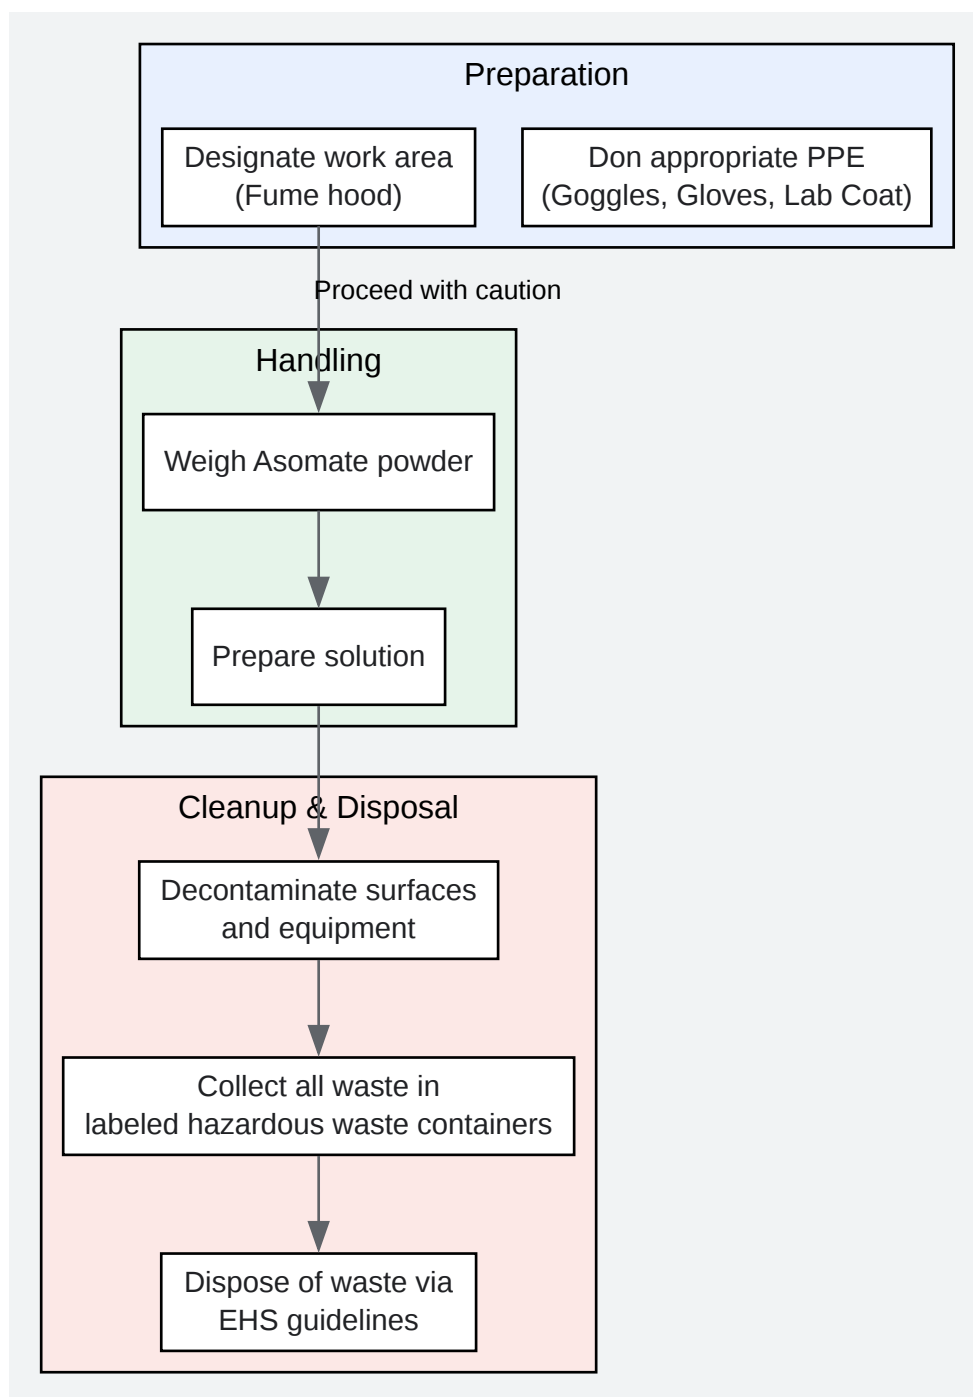 Preparation
Designate work area
(Fume hood)
Don appropriate PPE
(Goggles, Gloves, Lab Coat)
Proceed with caution
Handling
Weigh Asomate powder
Prepare solution
Cleanup & Disposal
Decontaminate surfaces
and equipment
Collect all waste in
labeled hazardous waste containers
Dispose of waste via
EHS guidelines